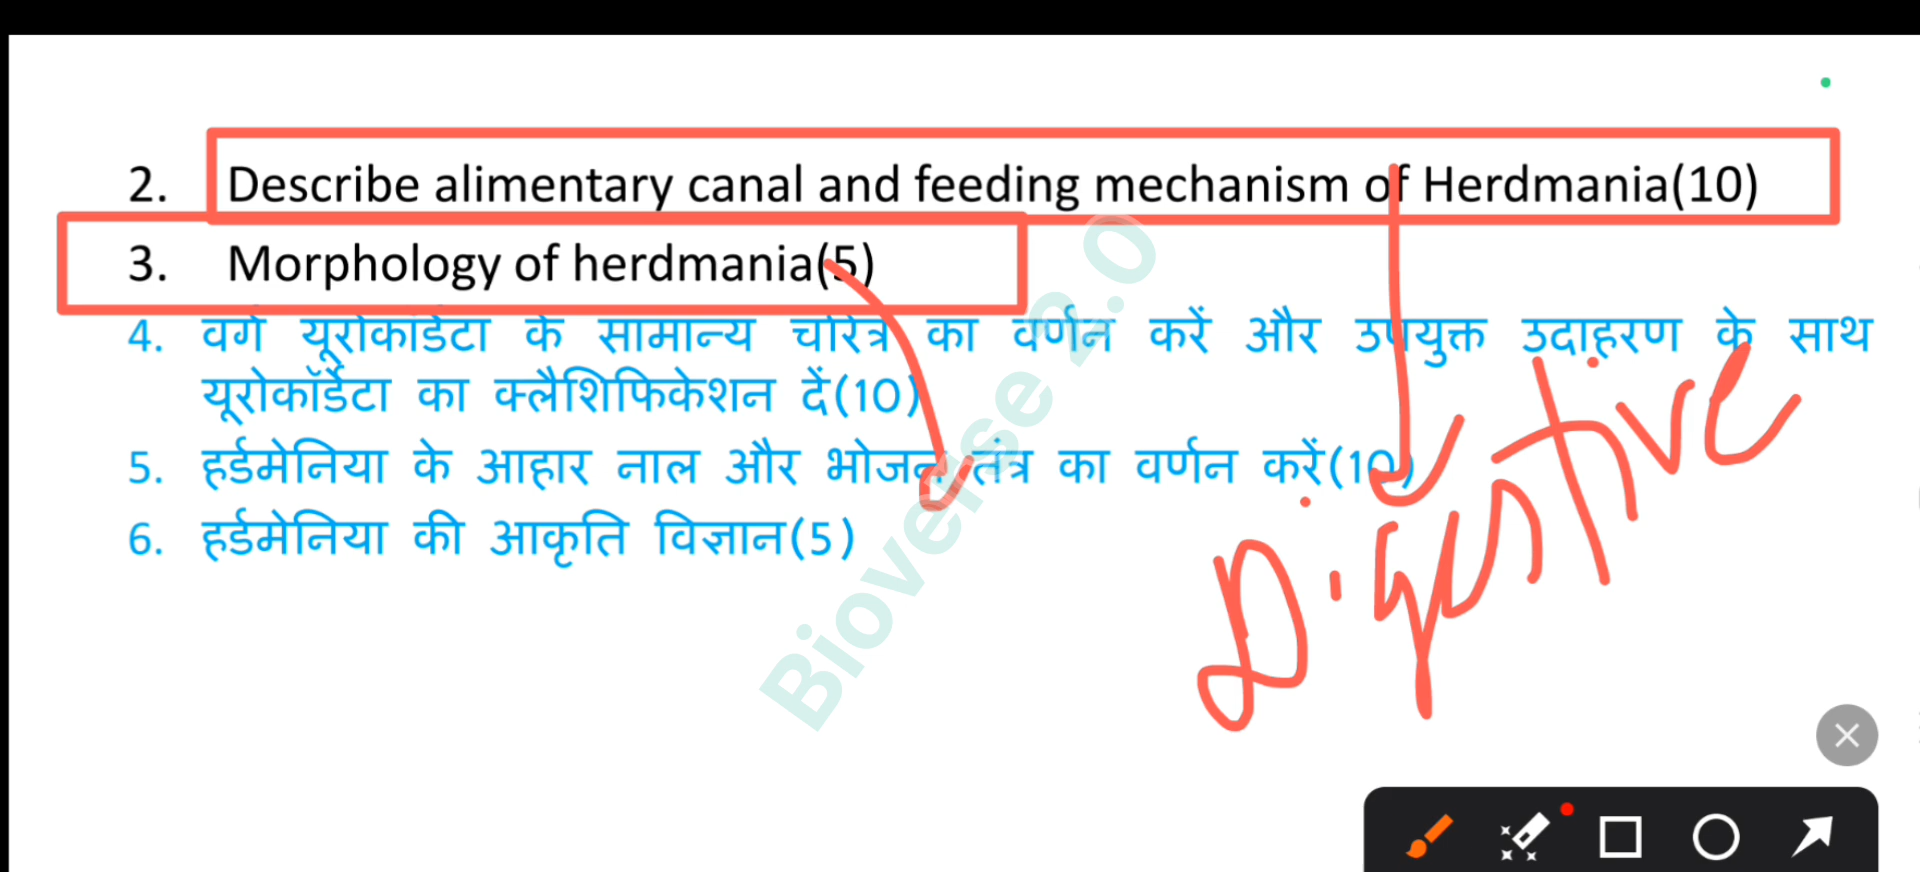 2. Describe alimentary canal and feeding mechanism of Herdmania(10)
3. Morphology of herdmania(5)
4. वर्ग यूरोकॉर्डेटा के सामान्य चरित्र का वर्णन करें और उपयुक्त उदाहरण के साथ
यूरोकॉर्डेटा का क्लैशिफिकेशन दें(10)
5. हर्डमेनिया के आहार नाल और भोजन तंत्र का वर्णन करें(10)
6. हर्डमेनिया की आकृति विज्ञान(5)
Digestive
Bioverse 2.0